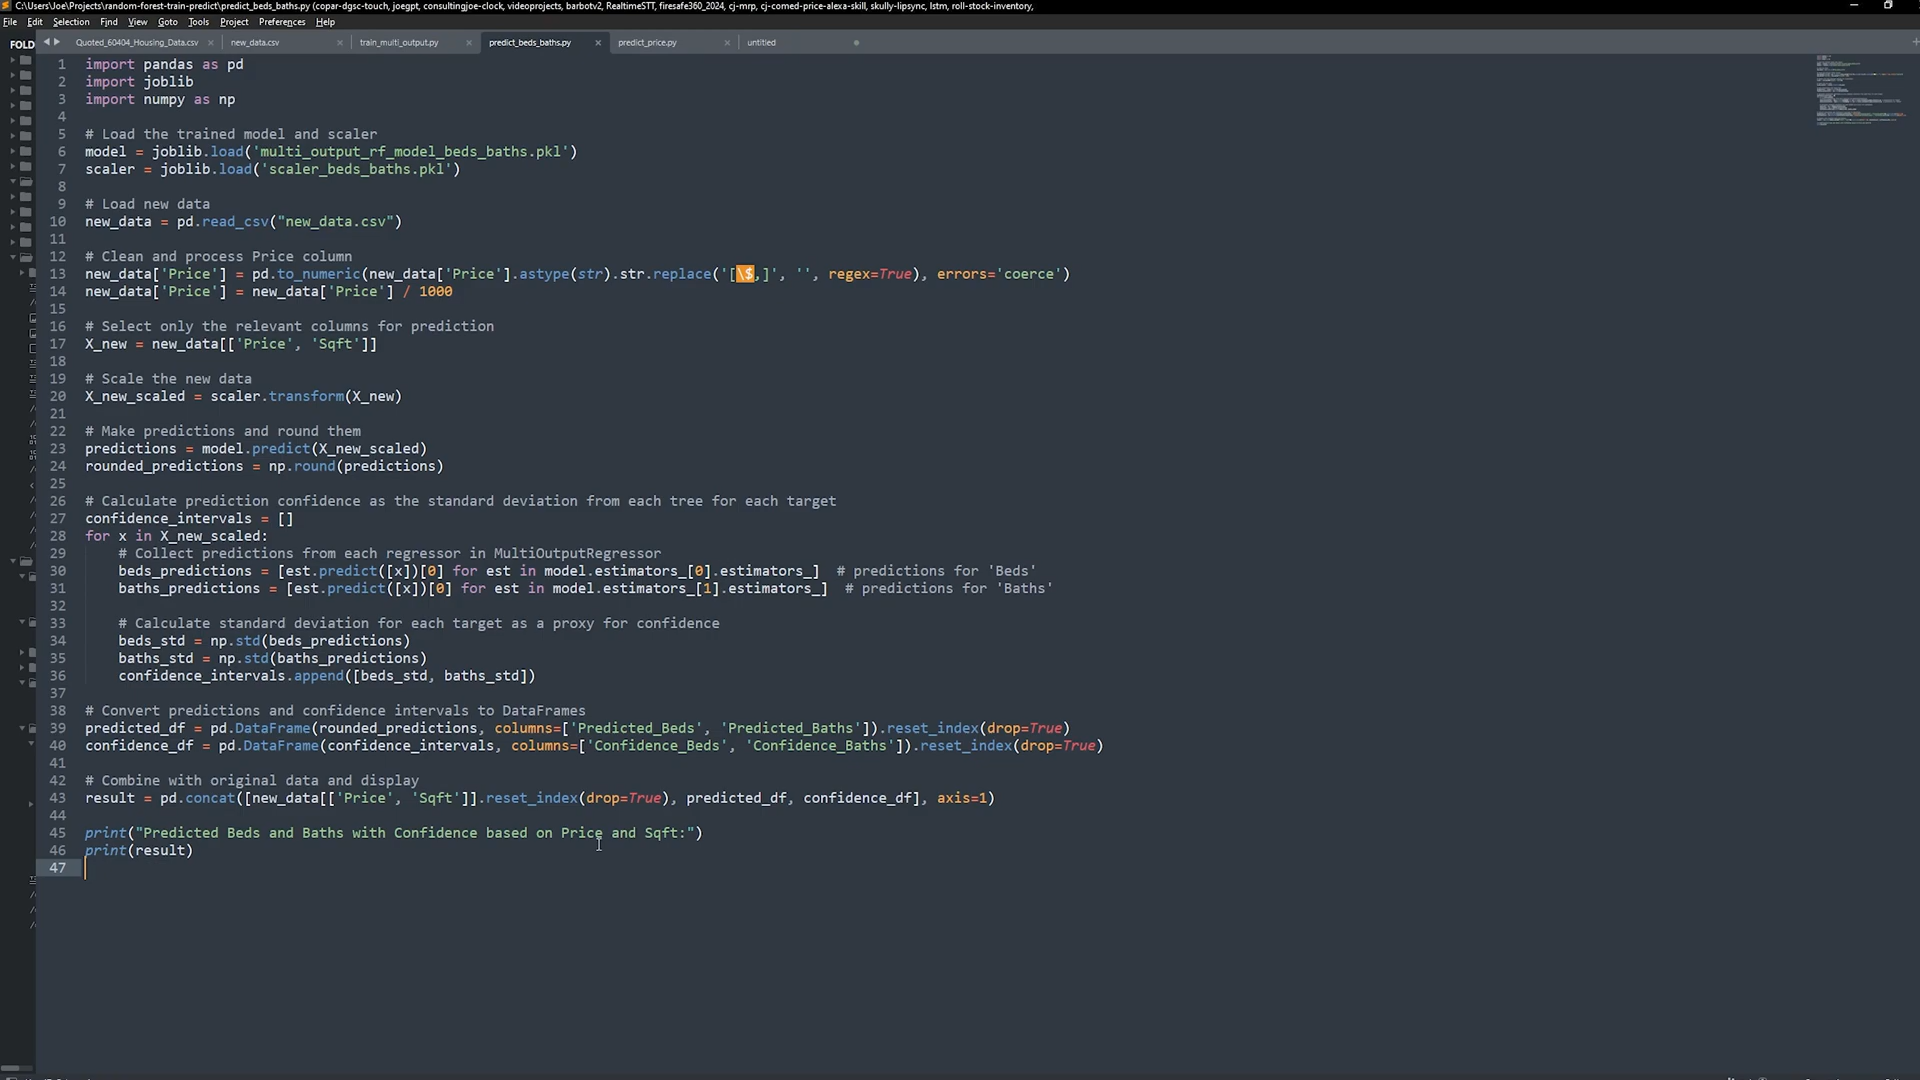 C:\Users\Joe\Projects\random-forest-train-predict\predict_beds_baths.py (copar-dgsc-touch, joegpt, consultingjoe-clock, videoprojects, barbotv2, RealtimeSTT, firesafe360_2024, cj-mrp, cj-comed-price-alexa-skill, skully-lipsync, lstm, roll-stock-inventory,
File Edit Selection Find View Goto Tools Project Preferences Help
FOLD
Quoted_60404_Housing_Data.csv × new_data.csv × train_multi_output.py × predict_beds_baths.py × predict_price.py × untitled
1 import pandas as pd
2 import joblib
3 import numpy as np
4
5 # Load the trained model and scaler
6 model = joblib.load('multi_output_rf_model_beds_baths.pkl')
7 scaler = joblib.load('scaler_beds_baths.pkl')
8
9 # Load new data
10 new_data = pd.read_csv("new_data.csv")
11
12 # Clean and process Price column
13 new_data['Price'] = pd.to_numeric(new_data['Price'].astype(str).str.replace('[\$,]', '', regex=True), errors='coerce')
14 new_data['Price'] = new_data['Price'] / 1000
15
16 # Select only the relevant columns for prediction
17 X_new = new_data[['Price', 'Sqft']]
18
19 # Scale the new data
20 X_new_scaled = scaler.transform(X_new)
21
22 # Make predictions and round them
23 predictions = model.predict(X_new_scaled)
24 rounded_predictions = np.round(predictions)
25
26 # Calculate prediction confidence as the standard deviation from each tree for each target
27 confidence_intervals = []
28 for x in X_new_scaled:
29     # Collect predictions from each regressor in MultiOutputRegressor
30     beds_predictions = [est.predict([x])[0] for est in model.estimators_[0].estimators_]  # predictions for 'Beds'
31     baths_predictions = [est.predict([x])[0] for est in model.estimators_[1].estimators_]  # predictions for 'Baths'
32
33     # Calculate standard deviation for each target as a proxy for confidence
34     beds_std = np.std(beds_predictions)
35     baths_std = np.std(baths_predictions)
36     confidence_intervals.append([beds_std, baths_std])
37
38 # Convert predictions and confidence intervals to DataFrames
39 predicted_df = pd.DataFrame(rounded_predictions, columns=['Predicted_Beds', 'Predicted_Baths']).reset_index(drop=True)
40 confidence_df = pd.DataFrame(confidence_intervals, columns=['Confidence_Beds', 'Confidence_Baths']).reset_index(drop=True)
41
42 # Combine with original data and display
43 result = pd.concat([new_data[['Price', 'Sqft']].reset_index(drop=True), predicted_df, confidence_df], axis=1)
44
45 print("Predicted Beds and Baths with Confidence based on Price and Sqft:")
46 print(result)
47